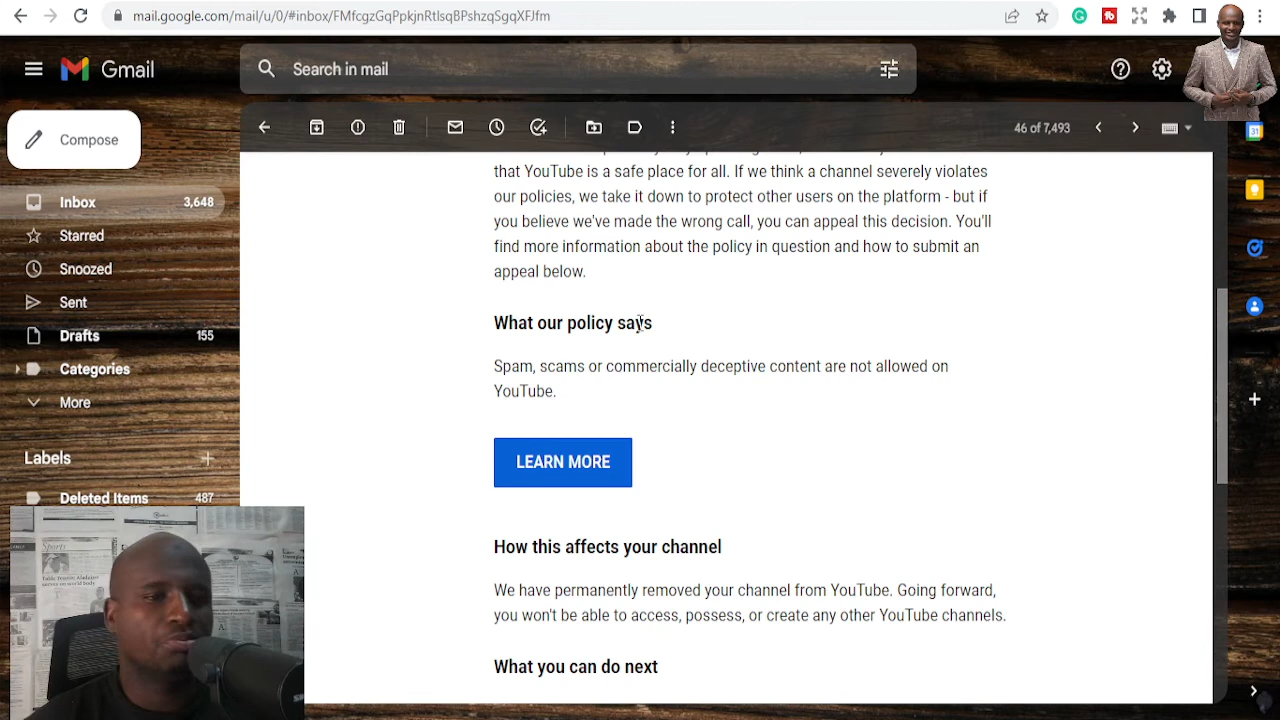 mail.google.com/mail/u/0/#inbox/FMfcgzGqPpkjnRtlsqBPshzqSgqXFJfm
Gmail
Search in mail
Compose
46 of 7,493
Inbox 3,648
Starred
Snoozed
Sent
Drafts 155
Categories
More
Labels
Deleted Items 487
that YouTube is a safe place for all. If we think a channel severely violates
our policies, we take it down to protect other users on the platform - but if
you believe we've made the wrong call, you can appeal this decision. You'll
find more information about the policy in question and how to submit an
appeal below.
What our policy says
Spam, scams or commercially deceptive content are not allowed on
YouTube.
LEARN MORE
How this affects your channel
We have permanently removed your channel from YouTube. Going forward,
you won't be able to access, possess, or create any other YouTube channels.
What you can do next
31
Sports